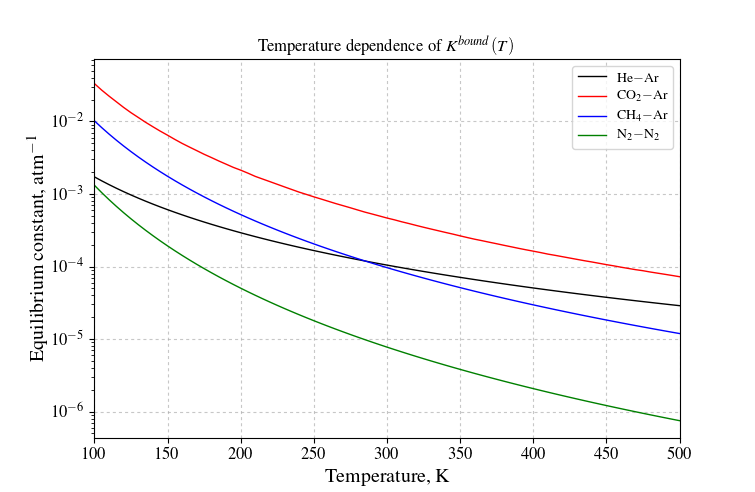 Temperature dependence of K^{bound}(T)
He−Ar
CO₂−Ar
CH₄−Ar
N₂−N₂
Equilibrium constant, atm⁻¹
10⁻²
10⁻³
10⁻⁴
10⁻⁵
10⁻⁶
100 150 200 250 300 350 400 450 500
Temperature, K